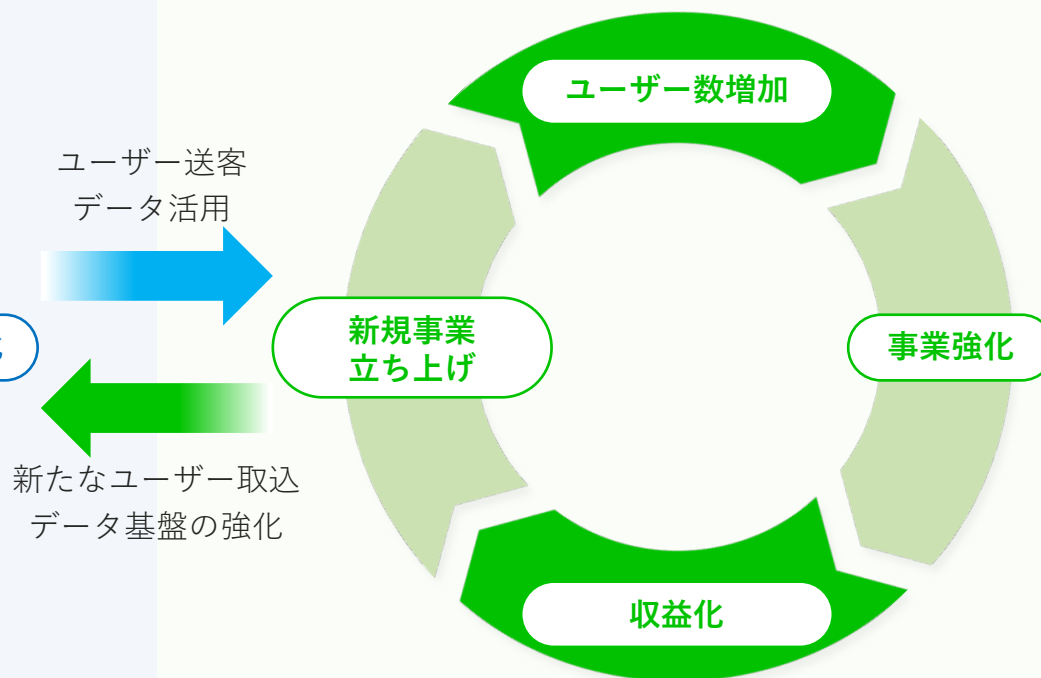 ユーザー数増加
ユーザー送客
データ活用
新規事業
立ち上げ
事業強化
新たなユーザー取込
データ基盤の強化
収益化